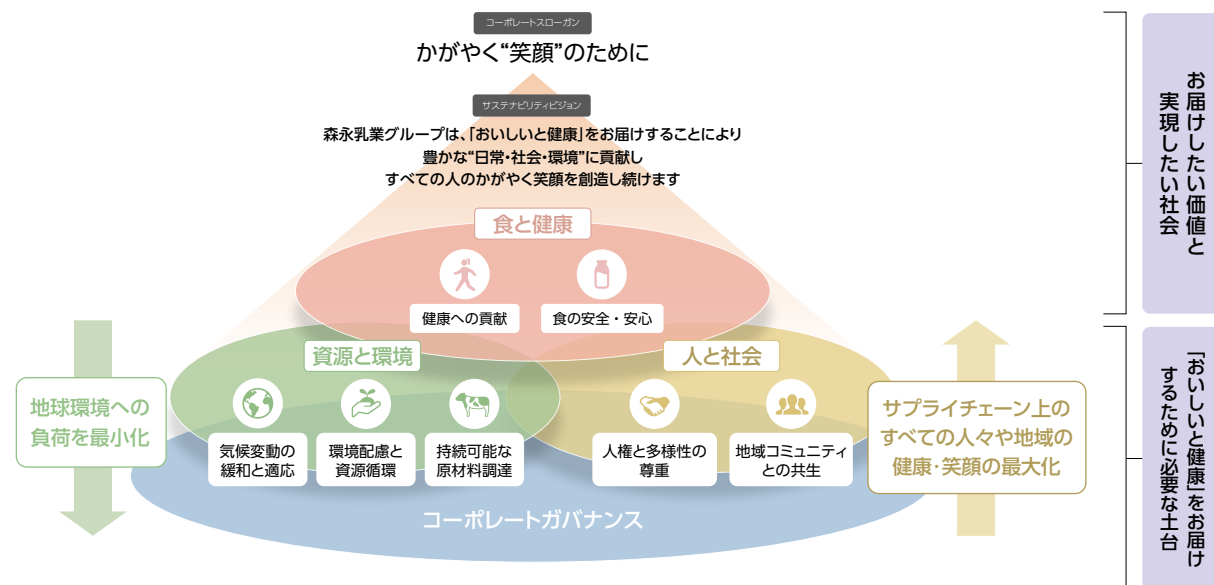 コーポレートスローガン
かがやく“笑顔”のために
サステナビリティビジョン
森永乳業グループは、「おいしいと健康」をお届けすることにより
豊かな“日常・社会・環境”に貢献し
すべての人のかがやく笑顔を創造し続けます
食と健康
健康への貢献
食の安全・安心
資源と環境
気候変動の
緩和と適応
環境配慮と
資源循環
持続可能な
原材料調達
人と社会
人権と多様性の
尊重
地域コミュニティ
との共生
コーポレートガバナンス
地球環境への
負荷を最小化
サプライチェーン上の
すべての人々や地域の
健康・笑顔の最大化
お届けしたい価値と
実現したい社会
「おいしいと健康」をお届け
するために必要な土台